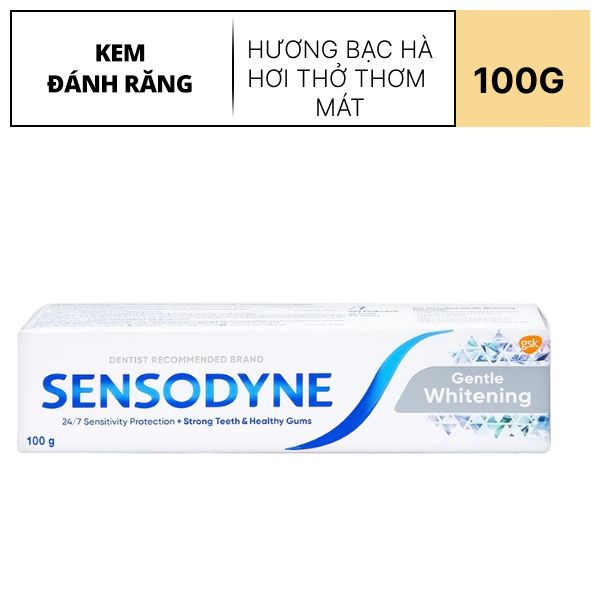 KEM
ĐÁNH RĂNG
HƯƠNG BẠC HÀ
HƠI THỞ THƠM
MÁT
100G
DENTIST RECOMMENDED BRAND
SENSODYNE
24/7 Sensitivity Protection + Strong Teeth & Healthy Gums
100 g
gsk
Gentle
Whitening